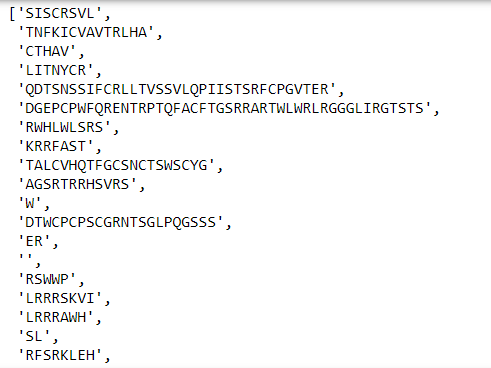 ['SISCRSVL',
'TNFKICVAVTRLHA',
'CTHAV',
'LITNYCR',
'QDTSNSSIFCRLLTVSSVLQPIISTSRFCPGVTER',
'DGEPCPWFQRENTRPTQFACFTGSRRARTWLWRLRGGGLIRGTSTS',
'RWHLWLSRS',
'KRRFAST',
'TALCVHQTFGCSNCTSWSCYG',
'AGSRTRRHSVRS',
'W',
'DTWCPCPSCGRNTSGLPQGSSS',
'ER',
'',
'RSWWP',
'LRRRSKVI',
'LRRRAWH',
'SL',
'RFSRKLEH',